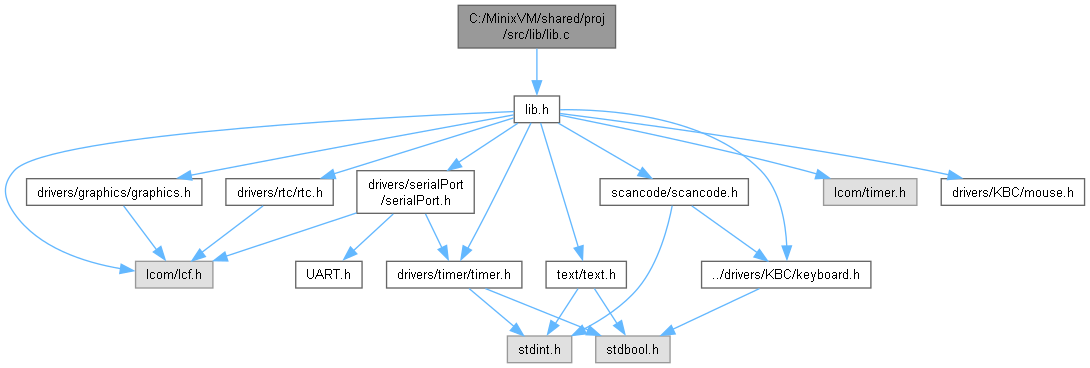 C:/MinixVM/shared/proj
/src/lib/lib.c
lib.h
drivers/graphics/graphics.h
drivers/rtc/rtc.h
drivers/serialPort
/serialPort.h
scancode/scancode.h
lcom/timer.h
drivers/KBC/mouse.h
lcom/lcf.h
UART.h
drivers/timer/timer.h
text/text.h
../drivers/KBC/keyboard.h
stdint.h
stdbool.h